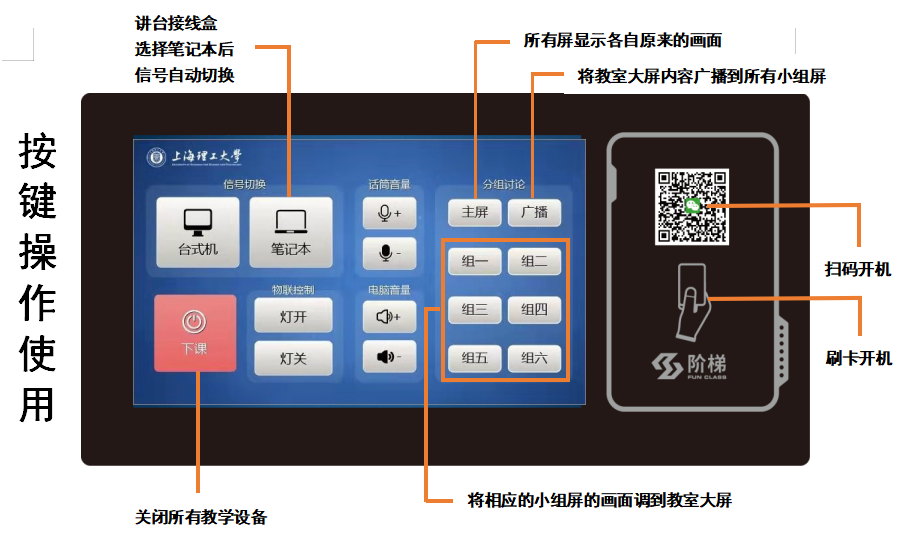 讲台接线盒
选择笔记本后
信号自动切换
所有屏显示各自原来的画面
将教室大屏内容广播到所有小组屏
按键操作使用
上海理工大学
信号切换
话筒音量
分组讨论
台式机
笔记本
+
-
主屏
广播
组一
组二
物联控制
电脑音量
下课
灯开
灯关
+
-
组三
组四
组五
组六
阶梯
FUN CLASS
扫码开机
刷卡开机
将相应的小组屏的画面调到教室大屏
关闭所有教学设备